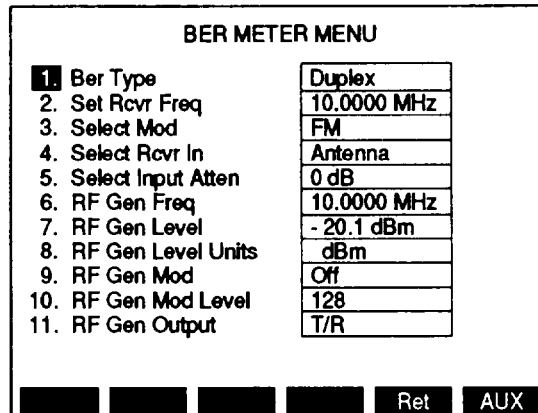 BER METER MENU
1. Ber Type Duplex
2. Set Rcvr Freq 10.0000 MHz
3. Select Mod FM
4. Select Rcvr In Antenna
5. Select Input Atten 0 dB
6. RF Gen Freq 10.0000 MHz
7. RF Gen Level - 20.1 dBm
8. RF Gen Level Units dBm
9. RF Gen Mod Off
10. RF Gen Mod Level 128
11. RF Gen Output T/R
Ret AUX